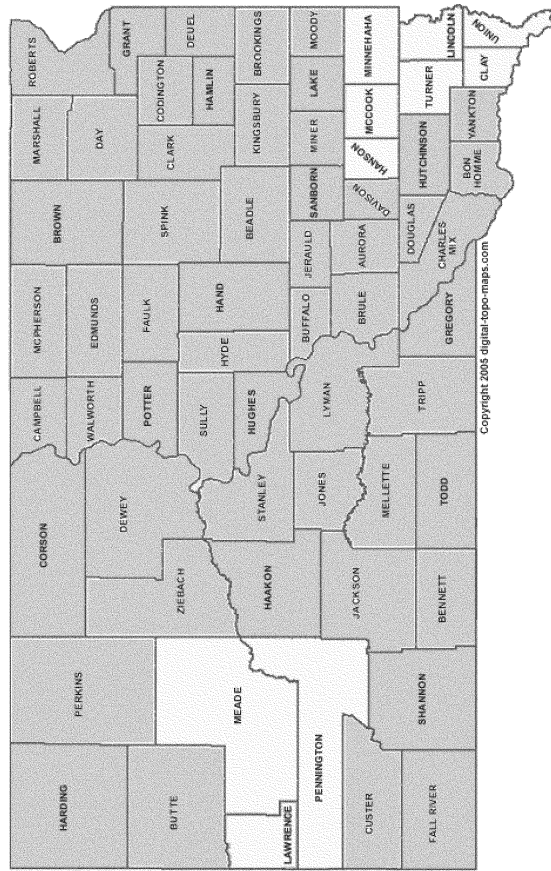 HARDING
PERKINS
CORSON
CAMPBELL
MCPHERSON
BROWN
MARSHALL
ROBERTS
WALWORTH
EDMUNDS
DAY
GRANT
BUTTE
ZIEBACH
DEWEY
POTTER
FAULK
SPINK
CLARK
CODINGTON
DEUEL
HAMLIN
MEADE
SULLY
HYDE
HAND
BEADLE
KINGSBURY
BROOKINGS
LAWRENCE
PENNINGTON
HAAKON
STANLEY
HUGHES
JONES
LYMAN
BUFFALO
JERAULD
SANBORN
MINER
LAKE
MOODY
CUSTER
JACKSON
MELLETTE
BRULE
AURORA
DAVISON
HANSON
MCCOOK
MINNEHAHA
FALL RIVER
SHANNON
BENNETT
TODD
TRIPP
GREGORY
CHARLES
MIX
DOUGLAS
HUTCHINSON
TURNER
LINCOLN
BON
HOMME
YANKTON
CLAY
UNION
Copyright 2005 digital-topo-maps.com